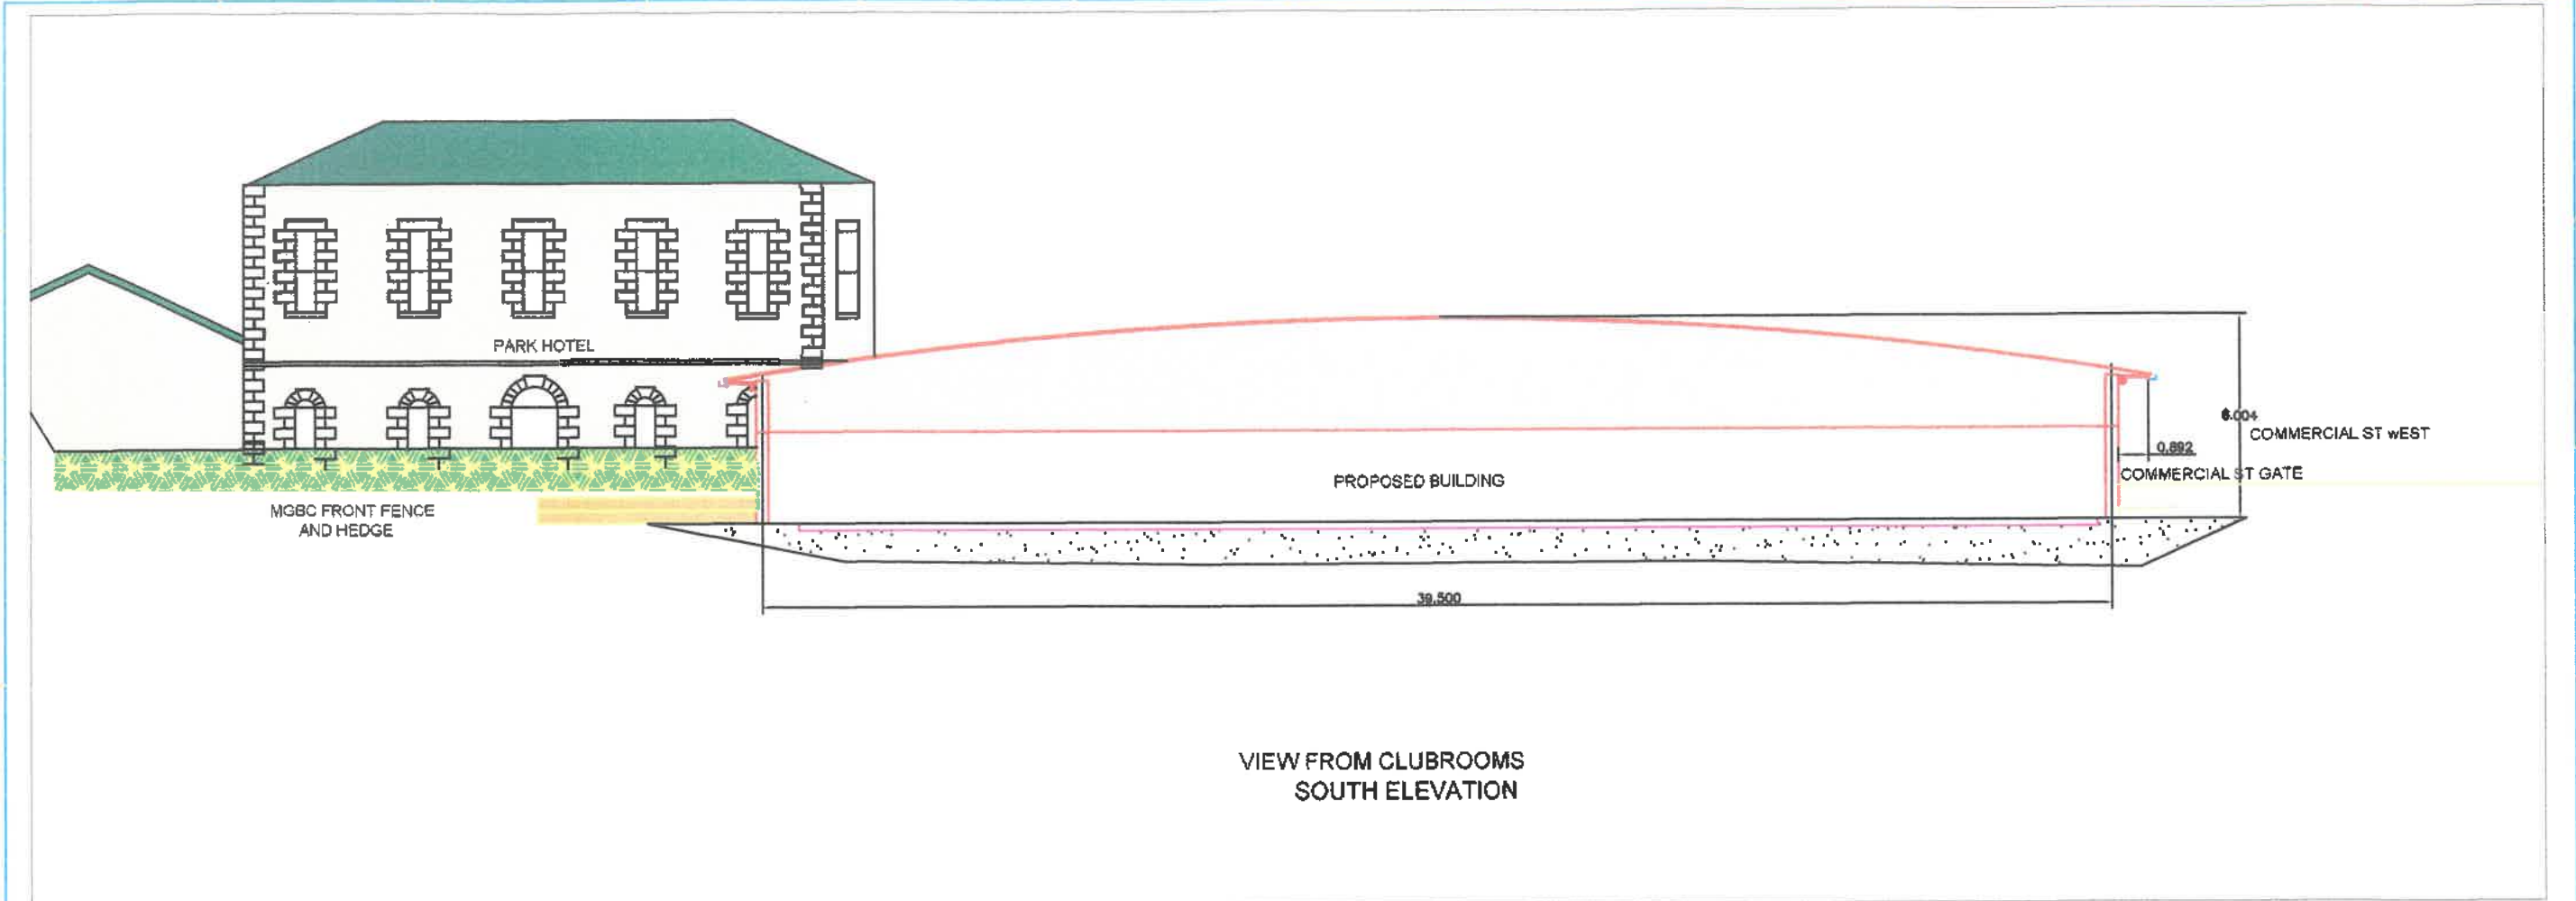 PARK HOTEL
6.004
COMMERCIAL ST wEST
0.892
COMMERCIAL ST GATE
PROPOSED BUILDING
MGBC FRONT FENCE
AND HEDGE
39.500
VIEW FROM CLUBROOMS
SOUTH ELEVATION